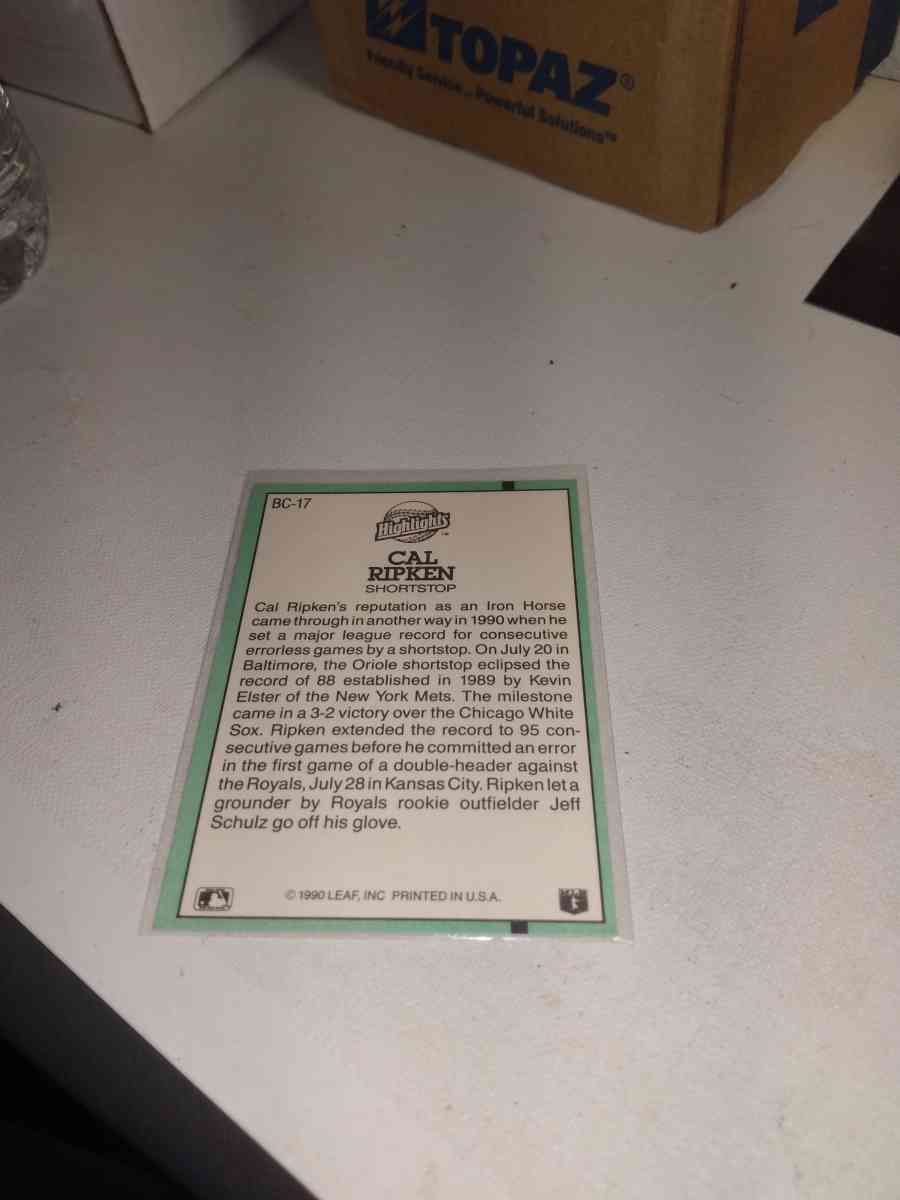 TOPAZ®
Friendly Service... Powerful Solutions™
BC-17
Highlights™
CAL
RIPKEN
SHORTSTOP
Cal Ripken's reputation as an Iron Horse
came through in another way in 1990 when he
set a major league record for consecutive
errorless games by a shortstop. On July 20 in
Baltimore, the Oriole shortstop eclipsed the
record of 88 established in 1989 by Kevin
Elster of the New York Mets. The milestone
came in a 3-2 victory over the Chicago White
Sox. Ripken extended the record to 95 con-
secutive games before he committed an error
in the first game of a double-header against
the Royals, July 28 in Kansas City. Ripken let a
grounder by Royals rookie outfielder Jeff
Schulz go off his glove.
© 1990 LEAF, INC PRINTED IN U.S.A.